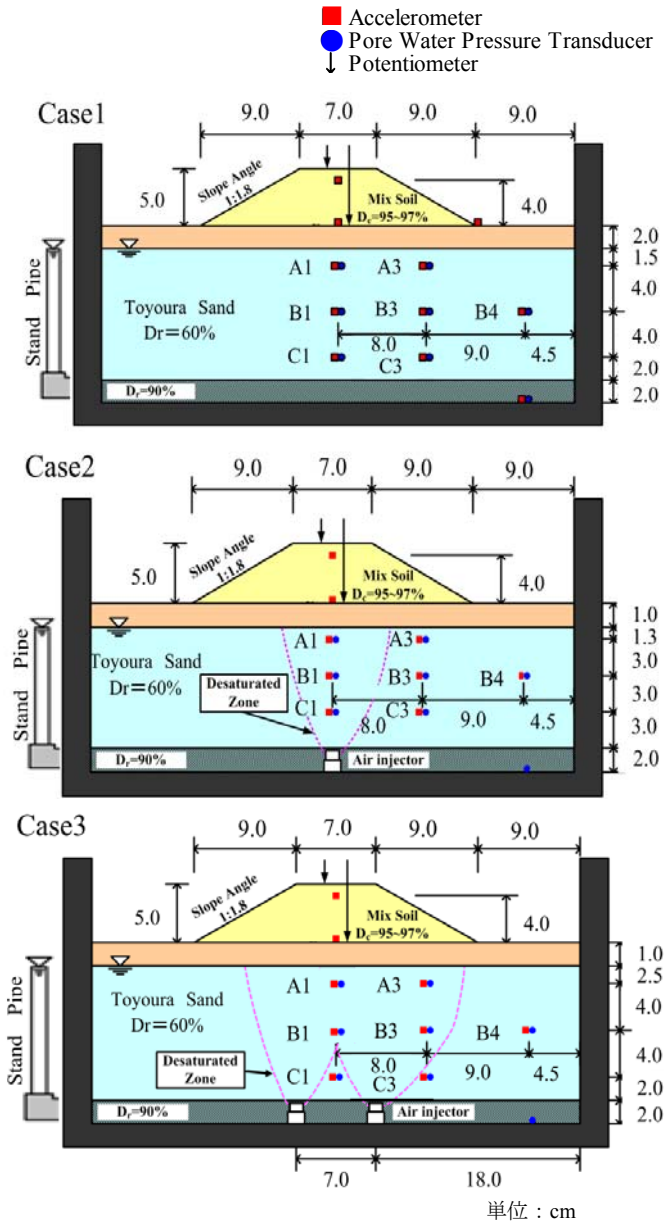 Accelerometer
Pore Water Pressure Transducer
Potentiometer
Case1
9.0 7.0 9.0 9.0
5.0
Slope Angle
1:1.8
Mix Soil
Dc=95~97%
4.0
2.0
1.5
4.0
4.0
2.0
2.0
Stand Pipe
Toyoura Sand
Dr=60%
A1 A3
B1 B3 B4
8.0 9.0 4.5
C1 C3
Dr=90%
Case2
9.0 7.0 9.0 9.0
5.0
Slope Angle
1:1.8
Mix Soil
Dc=95~97%
4.0
1.0
1.3
3.0
3.0
3.0
2.0
Stand Pipe
Toyoura Sand
Dr=60%
Desaturated
Zone
A1 A3
B1 B3 B4
C1 C3
8.0 9.0 4.5
Dr=90%
Air injector
Case3
9.0 7.0 9.0 9.0
5.0
Slope Angle
1:1.8
Mix Soil
Dc=95~97%
4.0
1.0
2.5
4.0
4.0
2.0
2.0
Stand Pipe
Toyoura Sand
Dr=60%
Desaturated
Zone
A1 A3
B1 B3 B4
8.0 9.0 4.5
C1 C3
Dr=90%
Air injector
7.0 18.0
単位：cm